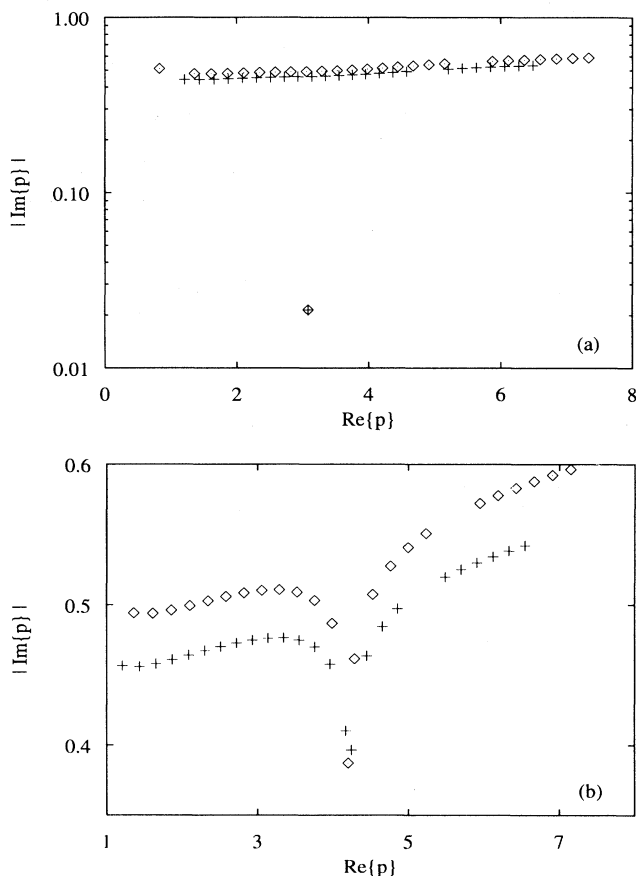 1.00
0.10
0.01
| Im{p} |
(a)
0 2 4 6 8
Re{p}
0.6
0.5
0.4
| Im{p} |
(b)
1 3 5 7
Re{p}